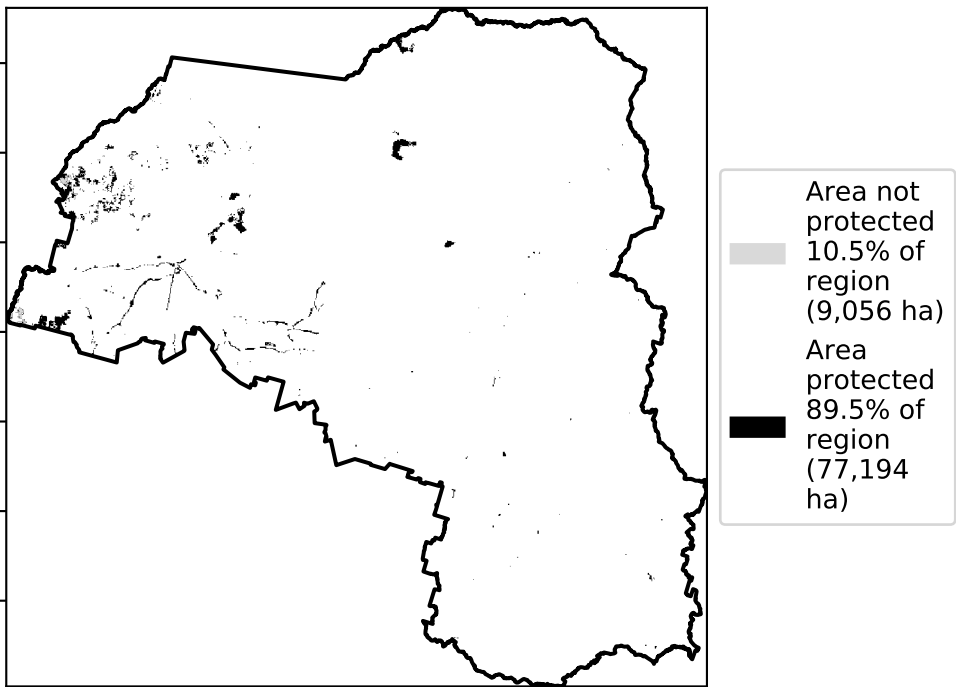 Area not
protected
10.5% of
region
(9,056 ha)
Area
protected
89.5% of
region
(77,194
ha)